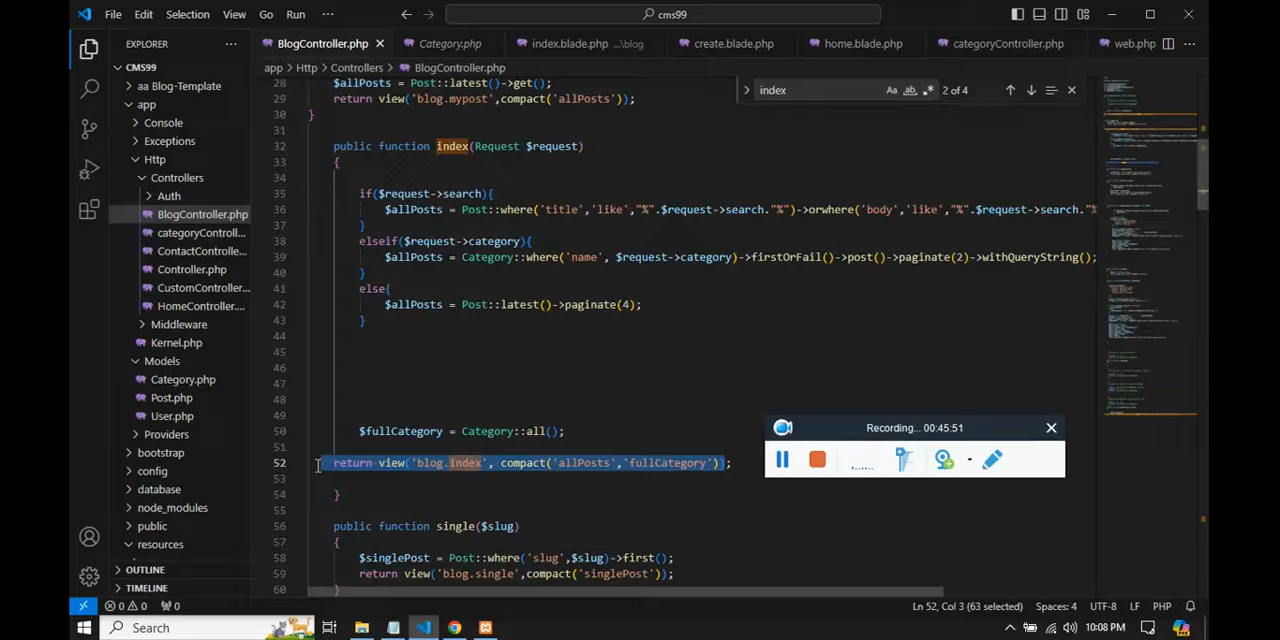 File Edit Selection View Go Run ··· cms99
EXPLORER ···
BlogController.php Category.php index.blade.php ...\blog create.blade.php home.blade.php categoryController.php web.php ···
app > Http > Controllers > BlogController.php
CMS99
aa Blog-Template
app
Console
Exceptions
Http
Controllers
Auth
BlogController.php
categoryControll...
ContactControlle...
Controller.php
CustomController...
HomeController....
Middleware
Kernel.php
Models
Category.php
Post.php
User.php
Providers
bootstrap
config
database
node_modules
public
resources
OUTLINE
TIMELINE
index Aa ab 2 of 4
28 $allPosts = Post::latest()->get();
29 return view('blog.mypost',compact('allPosts'));
30 }
31
32 public function index(Request $request)
33 {
34
35 if($request->search){
36 $allPosts = Post::where('title','like',"%".$request->search."%")->orwhere('body','like',"%".$request->search."%
37 }
38 elseif($request->category){
39 $allPosts = Category::where('name', $request->category)->firstOrFail()->post()->paginate(2)->withQueryString();
40 }
41 else{
42 $allPosts = Post::latest()->paginate(4);
43 }
44
45
46
47
48
49
50 $fullCategory = Category::all();
51
52 return view('blog.index', compact('allPosts','fullCategory'));
53
54 }
55
56 public function single($slug)
57 {
58 $singlePost = Post::where('slug',$slug)->first();
59 return view('blog.single',compact('singlePost'));
60 }
Recording... 00:45:51
0 0 0 Ln 52, Col 3 (63 selected) Spaces: 4 UTF-8 LF PHP
Search 10:08 PM